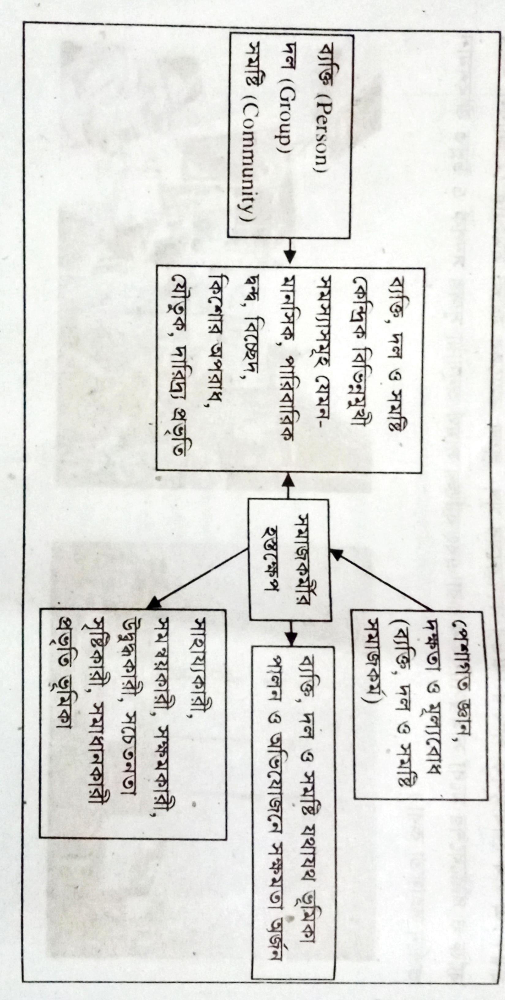 ব্যক্তি (Person)
দল (Group)
সমষ্টি (Community)
ব্যক্তি, দল ও সমষ্টি
কেন্দ্রিক বিভিন্নমুখী
সমস্যাসমূহ যেমন-
মানসিক, পারিবারিক
দ্বন্দ্ব, বিচ্ছেদ,
কিশোর অপরাধ,
যৌতুক, দারিদ্র্য প্রভৃতি
সমাজকর্মীর
হস্তক্ষেপ
পেশাগত জ্ঞান,
দক্ষতা ও মূল্যবোধ
(ব্যক্তি, দল ও সমষ্টি
সমাজকর্ম)
ব্যক্তি, দল ও সমষ্টি যথাযথ ভূমিকা
পালন ও অভিযোজনে সক্ষমতা অর্জন
সাহায্যকারী,
সমন্বয়কারী, সক্ষমকারী,
উদ্বুদ্ধকারী, সচেতনতা
সৃষ্টিকারী, সমাধানকারী
প্রভৃতি ভূমিকা